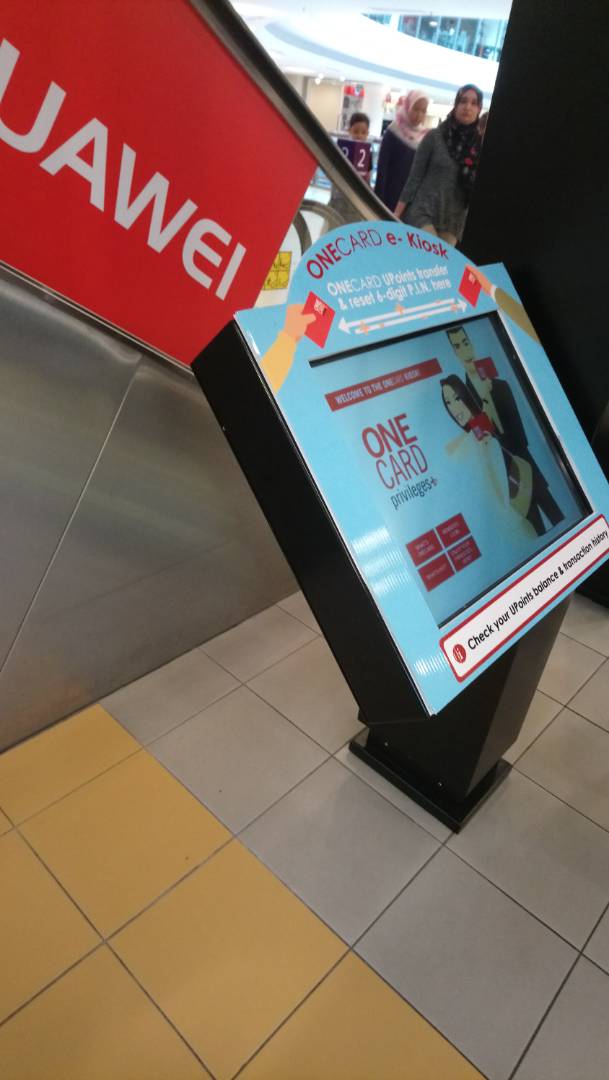 UAWEI
2
ONECARD e-Kiosk
ONECARD UPoints transfer
& reset 6-digit P.I.N. here
WELCOME TO THE ONECARD KIOSK!
ONE
CARD
privileges+
Check your UPoints balance & transaction history